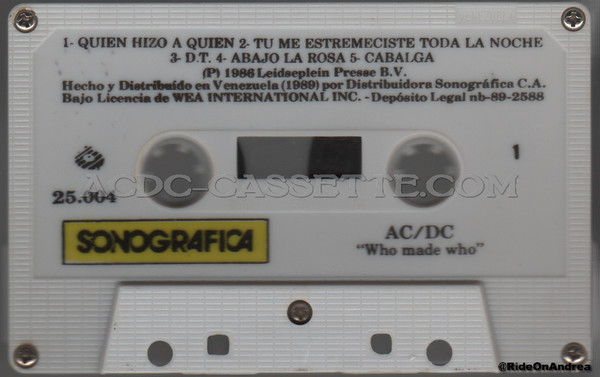 1- QUIEN HIZO A QUIEN 2- TU ME ESTREMECISTE TODA LA NOCHE
3- D.T. 4- ABAJO LA ROSA 5- CABALGA
(P) 1986 Leidseplein Presse B.V.
Hecho y Distribuído en Venezuela (1989) por Distribuidora Sonográfica C.A.
Bajo Licencia de WEA INTERNATIONAL INC. -Depósito Legal nb-89-2588
1
ACDC-CASSETTE.COM
25.004
SONOGRAFICA
AC/DC
"Who made who"
@RideOnAndrea